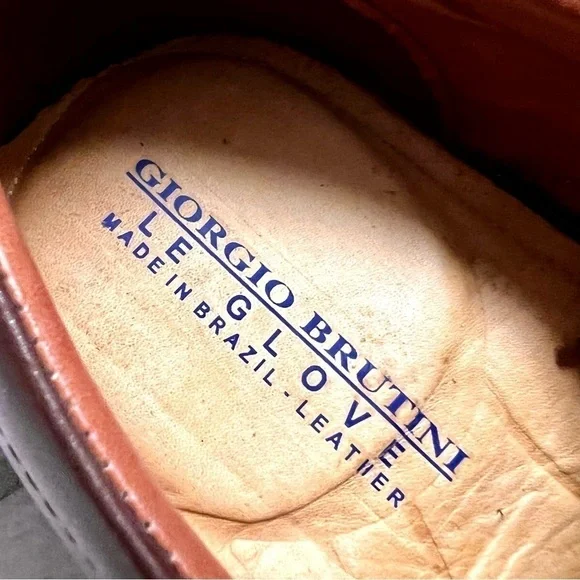 GIORGIO BRUTINI
LE GLOVE
MADE IN BRAZIL - LEATHER